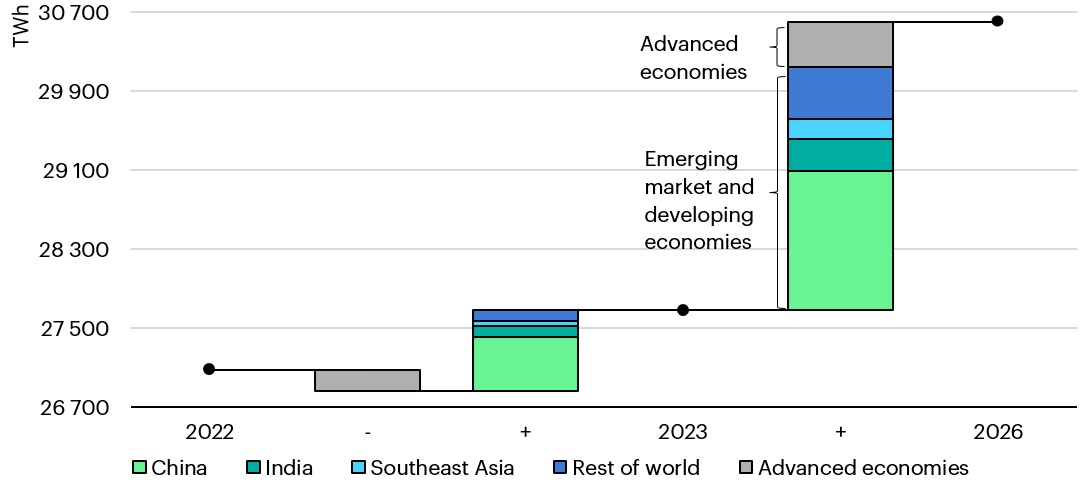 TWh
30 700
29 900
29 100
28 300
27 500
26 700
Advanced
economies
Emerging
market and
developing
economies
2022
-
+
2023
+
2026
China
India
Southeast Asia
Rest of world
Advanced economies